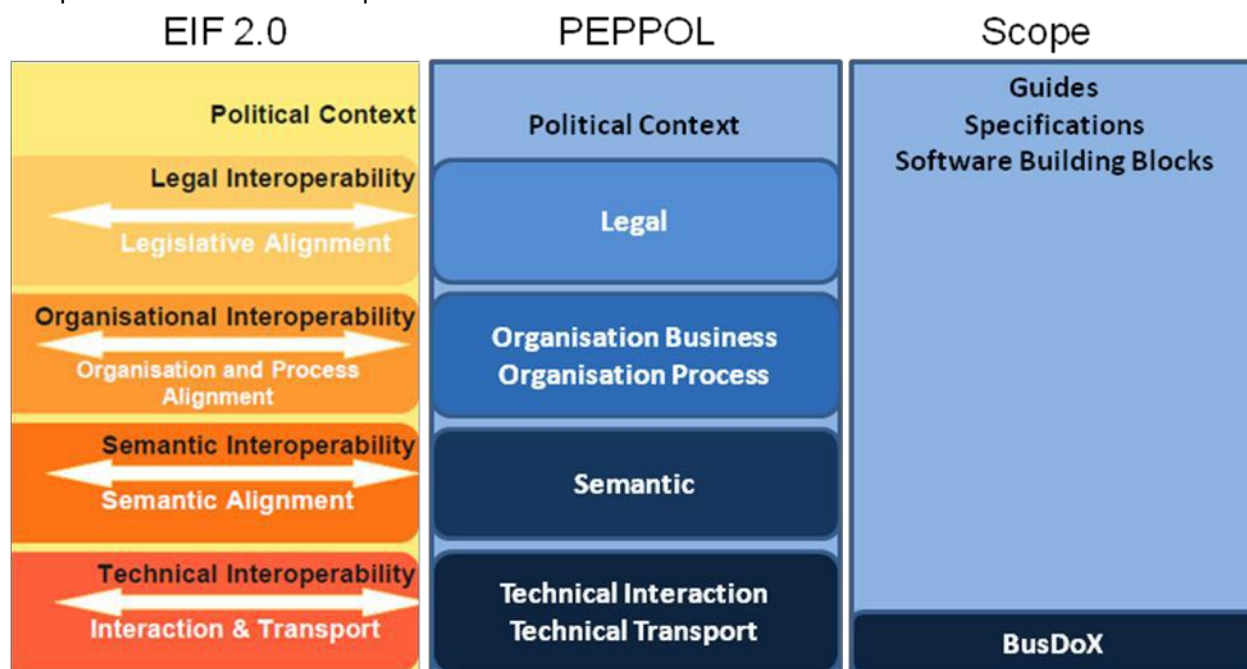 EIF 2.0
Political Context
Legal Interoperability
Legislative Alignment
Organisational Interoperability
Organisation and Process
Alignment
Semantic Interoperability
Semantic Alignment
Technical Interoperability
Interaction & Transport
PEPPOL
Political Context
Legal
Organisation Business
Organisation Process
Semantic
Technical Interaction
Technical Transport
Scope
Guides
Specifications
Software Building Blocks
BusDoX